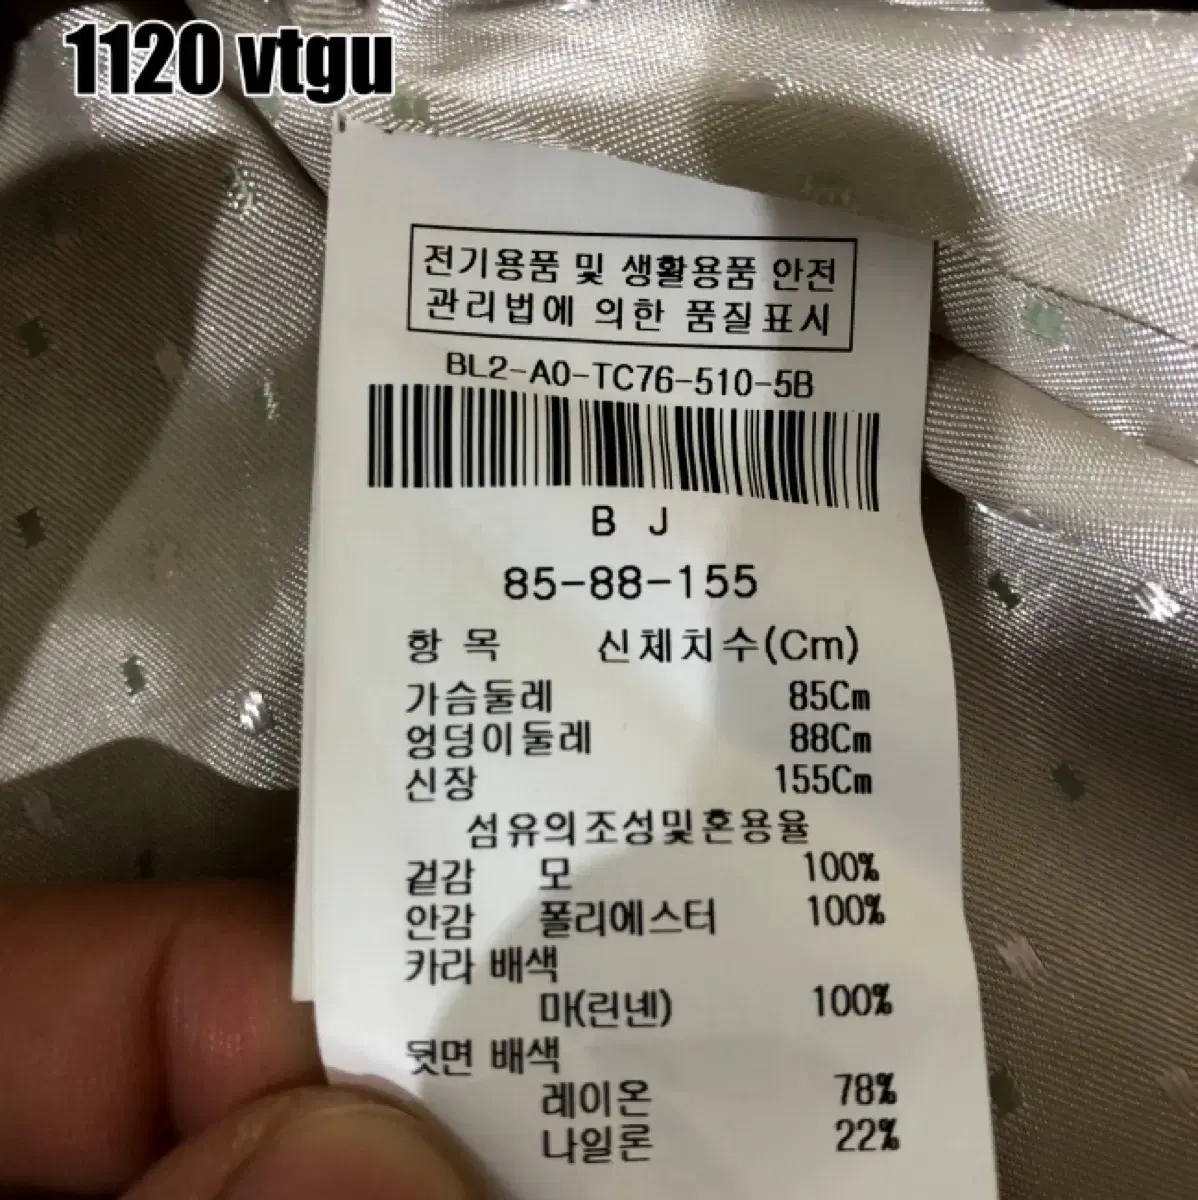 1120 vtgu
전기용품 및 생활용품 안전
관리법에 의한 품질표시
BL2-A0-TC76-510-5B
B J
85-88-155
항 목 신체치수(Cm)
가슴둘레 85Cm
엉덩이둘레 88Cm
신장 155Cm
섬유의조성및혼용율
겉감 모 100%
안감 폴리에스터 100%
카라 배색
마(린넨) 100%
뒷면 배색
레이온 78%
나일론 22%